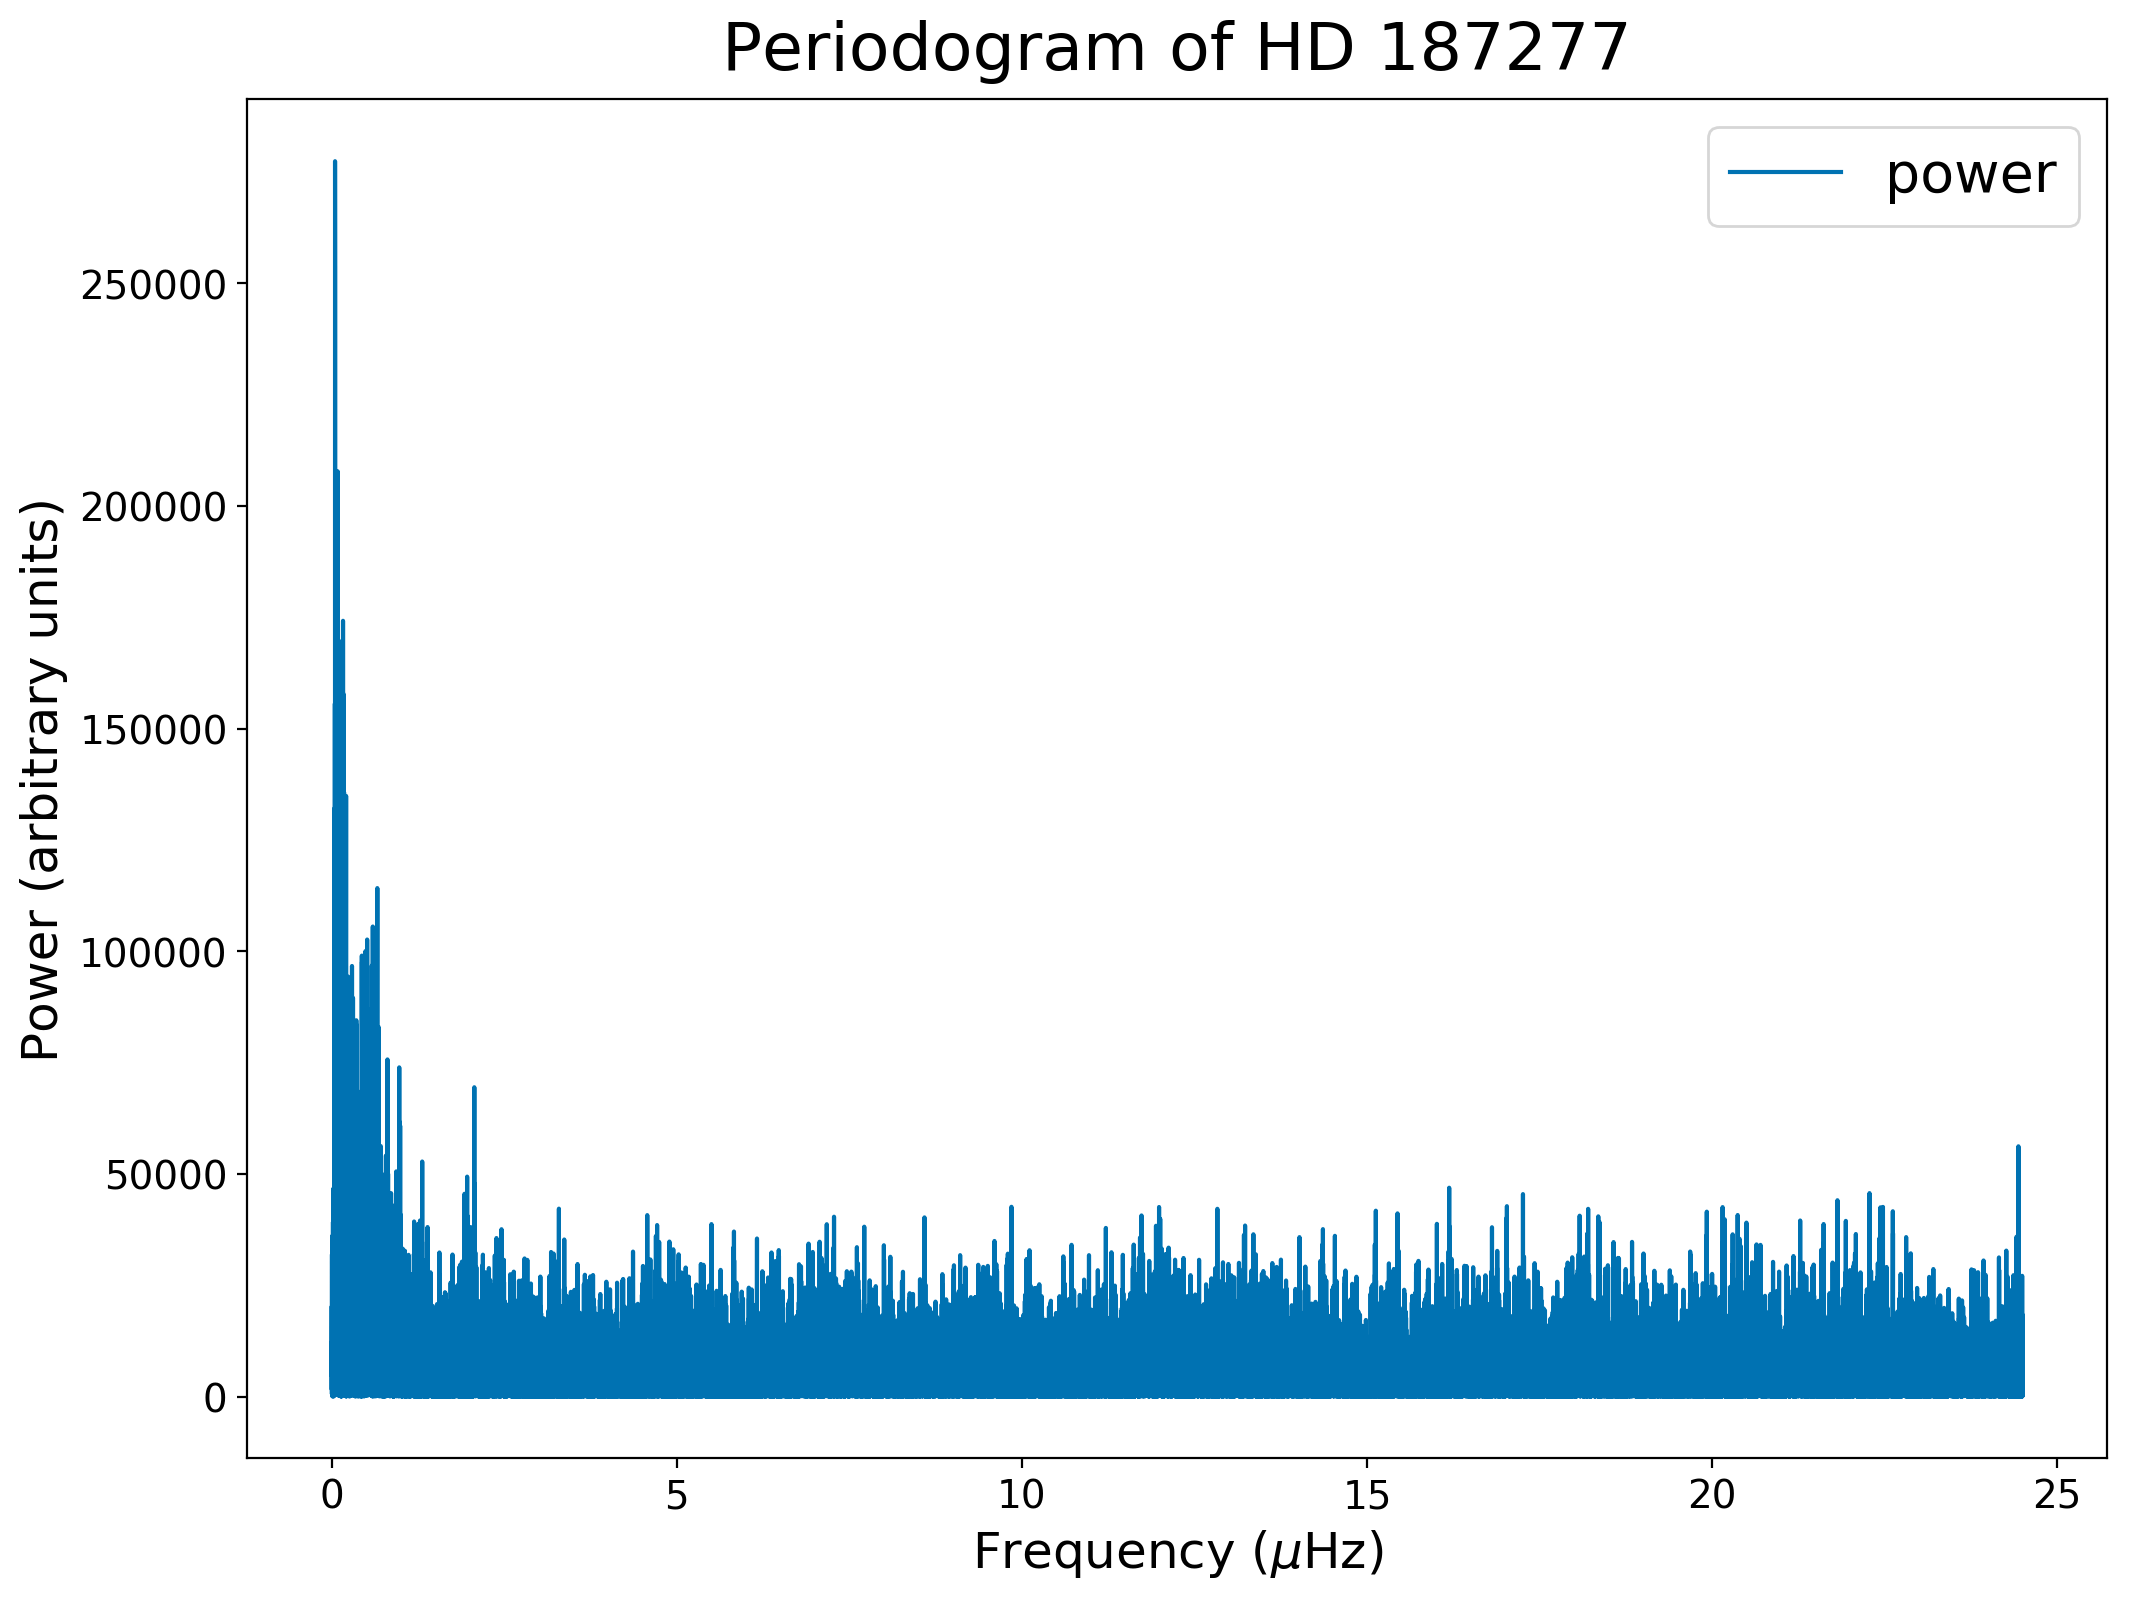 Periodogram of HD 187277
power
Power (arbitrary units)
250000
200000
150000
100000
50000
0
0 5 10 15 20 25
Frequency (μHz)